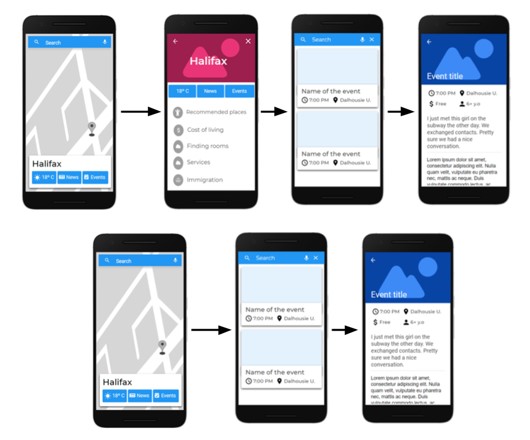 Search
Halifax
18° C News Events
Halifax
18° C News Events
Recommended places
Cost of living
Finding rooms
Services
Immigration
Search
Name of the event
7:00 PM Dalhousie U.
Name of the event
7:00 PM Dalhousie U.
Event title
7:00 PM Dalhousie U.
Free 6+ y.o
I just met this girl on the
subway the other day. We
exchanged contacts. Pretty
sure we had a nice
conversation.
Lorem ipsum dolor sit amet,
consectetur adipiscing elit. Nulla
quam velit, vulputate eu pharetra
nec, mattis ac neque. Duis
vulputate commodo lectus, ac
Search
Halifax
18° C News Events
Search
Name of the event
7:00 PM Dalhousie U.
Name of the event
7:00 PM Dalhousie U.
Event title
7:00 PM Dalhousie U.
Free 6+ y.o
I just met this girl on the
subway the other day. We
exchanged contacts. Pretty
sure we had a nice
conversation.
Lorem ipsum dolor sit amet,
consectetur adipiscing elit. Nulla
quam velit, vulputate eu pharetra
nec, mattis ac neque. Duis